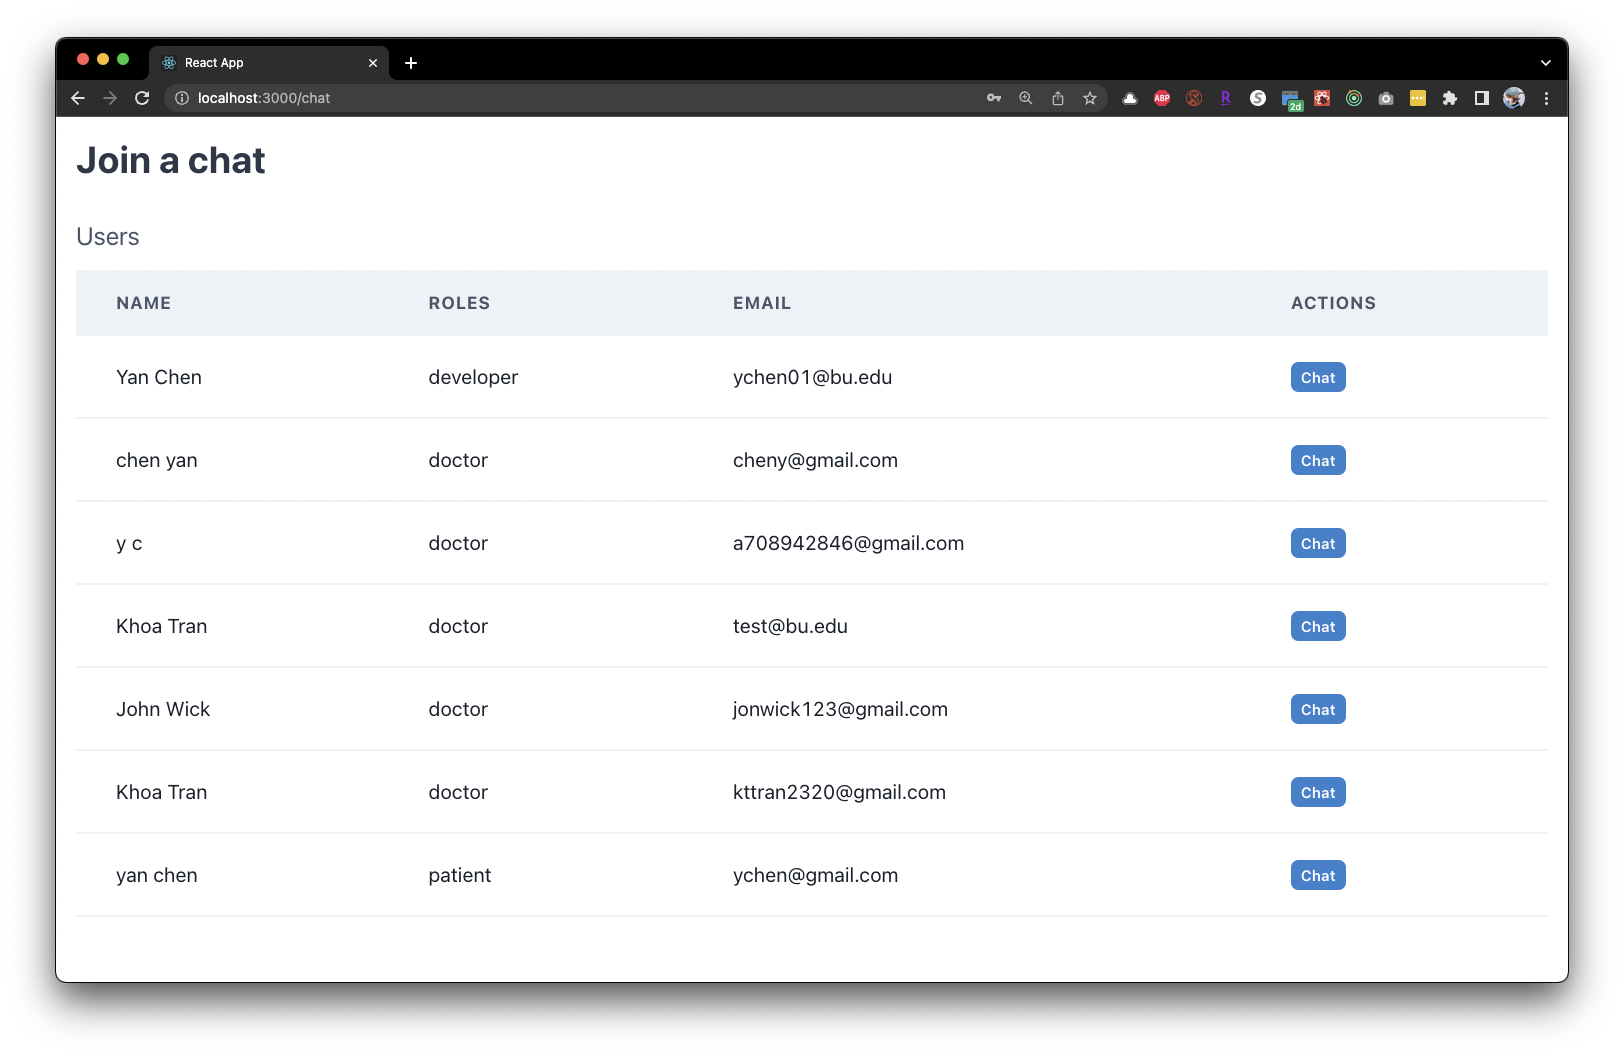 React App
localhost:3000/chat
ABP
R
S
2d
Join a chat
Users
NAME ROLES EMAIL ACTIONS
Yan Chen developer ychen01@bu.edu Chat
chen yan doctor cheny@gmail.com Chat
y c doctor a708942846@gmail.com Chat
Khoa Tran doctor test@bu.edu Chat
John Wick doctor jonwick123@gmail.com Chat
Khoa Tran doctor kttran2320@gmail.com Chat
yan chen patient ychen@gmail.com Chat